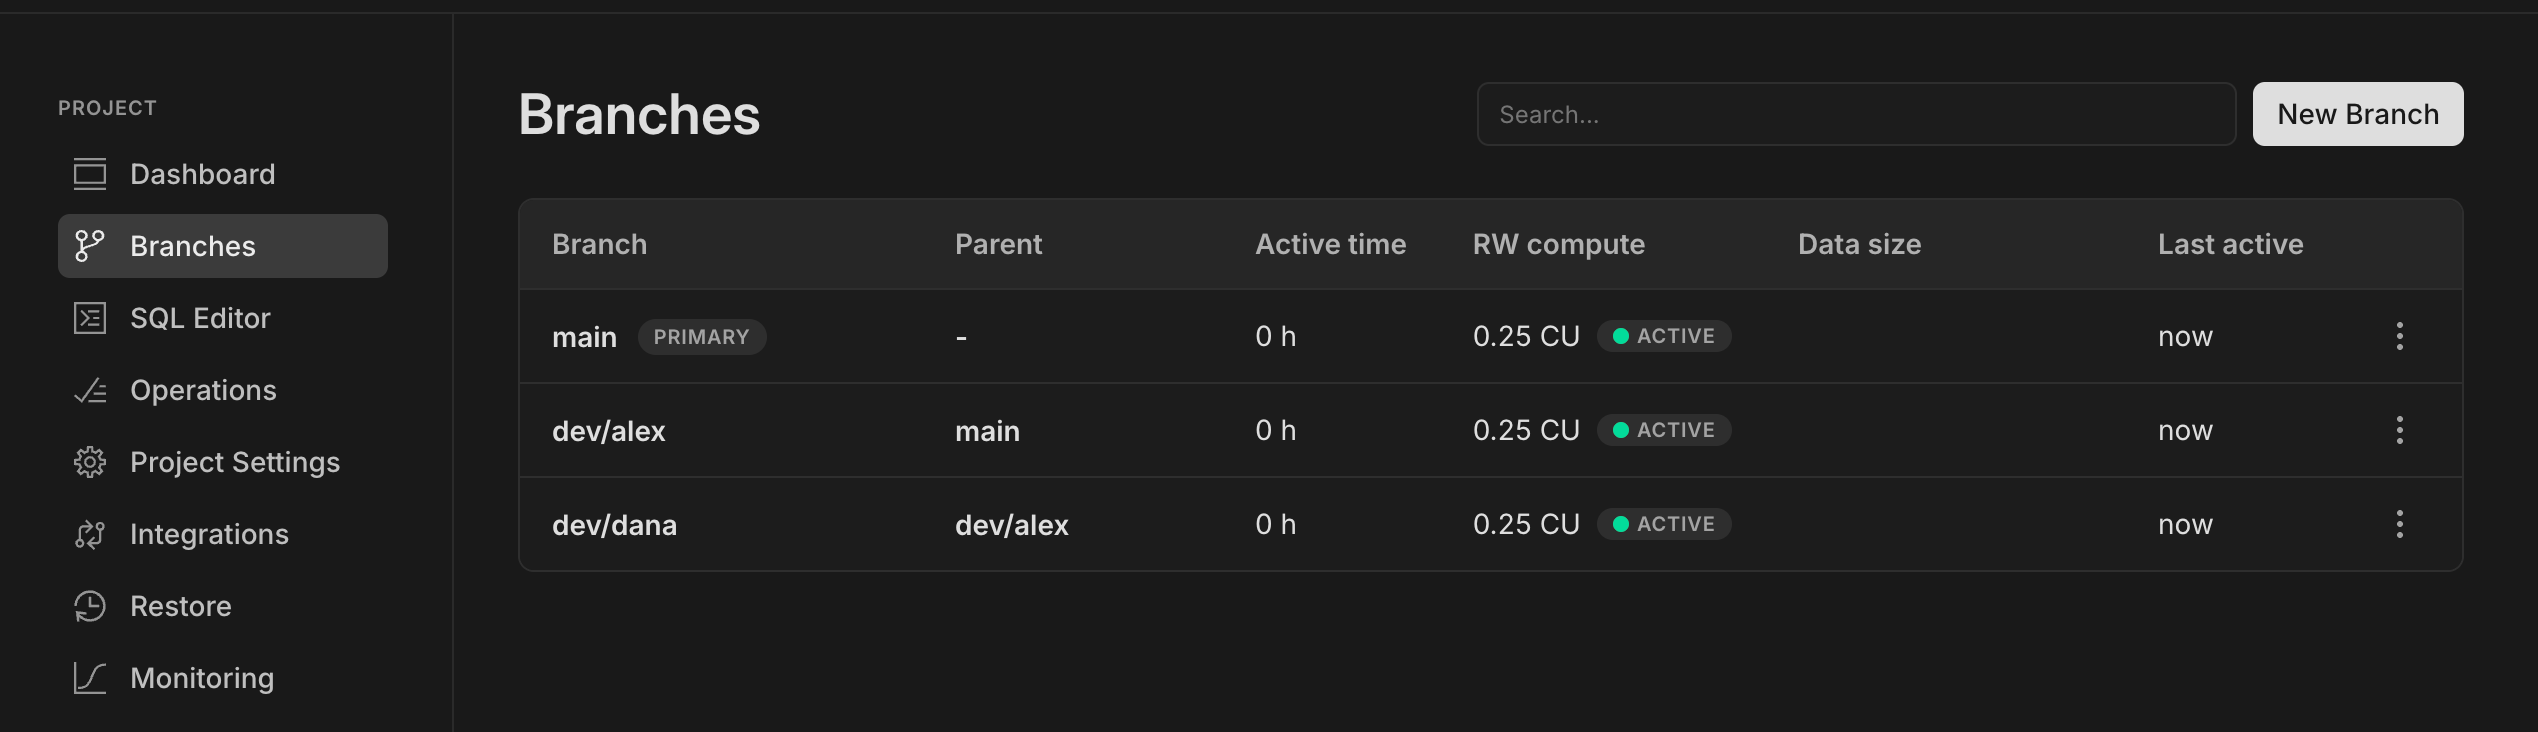 PROJECT
Dashboard
Branches
SQL Editor
Operations
Project Settings
Integrations
Restore
Monitoring
Branches
Search...
New Branch
Branch Parent Active time RW compute Data size Last active
main PRIMARY - 0 h 0.25 CU ACTIVE now
dev/alex main 0 h 0.25 CU ACTIVE now
dev/dana dev/alex 0 h 0.25 CU ACTIVE now